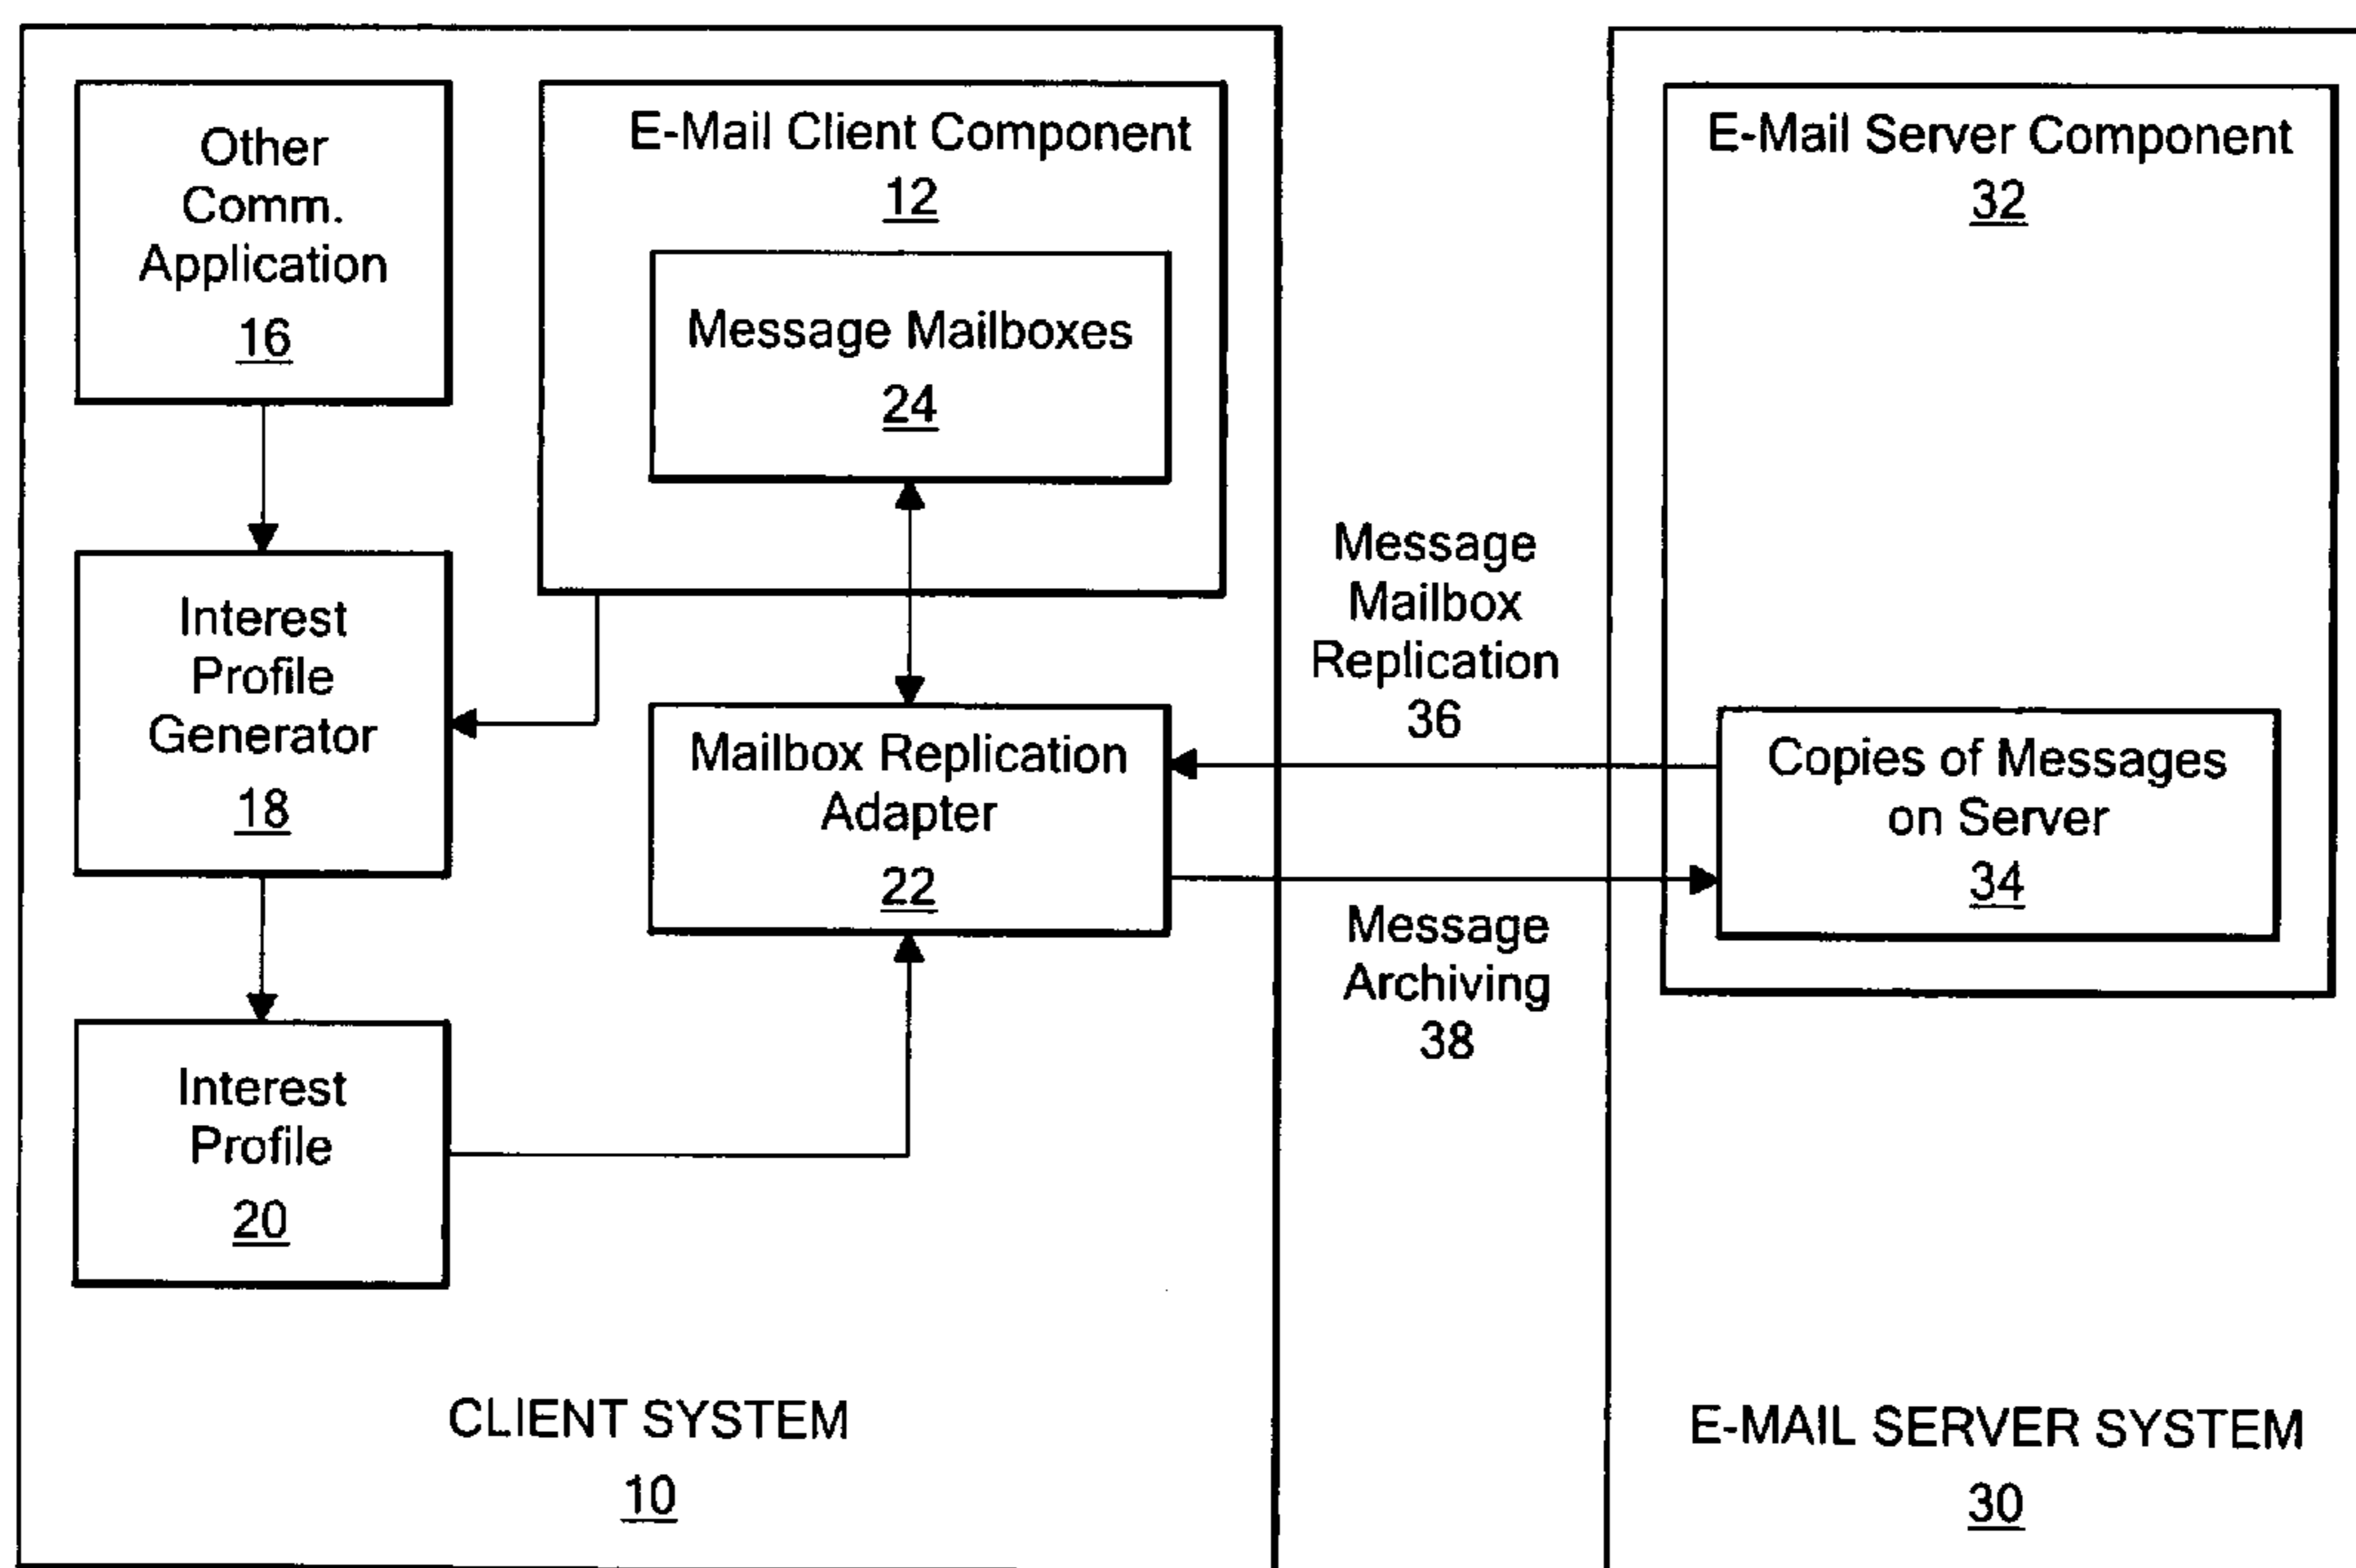 Other
Comm.
Application
16
E-Mail Client Component
12
Message Mailboxes
24
Interest
Profile
Generator
18
Mailbox Replication
Adapter
22
Interest
Profile
20
CLIENT SYSTEM
10
Message
Mailbox
Replication
36
Message
Archiving
38
E-Mail Server Component
32
Copies of Messages
on Server
34
E-MAIL SERVER SYSTEM
30